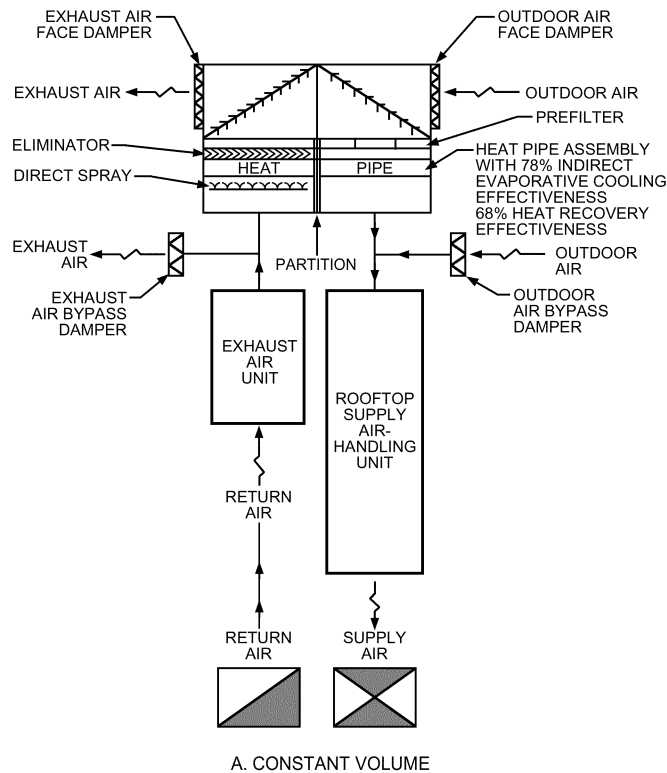 EXHAUST AIR
FACE DAMPER
OUTDOOR AIR
FACE DAMPER
EXHAUST AIR
OUTDOOR AIR
PREFILTER
ELIMINATOR
HEAT PIPE ASSEMBLY
WITH 78% INDIRECT
EVAPORATIVE COOLING
EFFECTIVENESS
68% HEAT RECOVERY
EFFECTIVENESS
HEAT
PIPE
DIRECT SPRAY
EXHAUST
AIR
PARTITION
OUTDOOR
AIR
EXHAUST
AIR BYPASS
DAMPER
OUTDOOR
AIR BYPASS
DAMPER
EXHAUST
AIR
UNIT
ROOFTOP
SUPPLY
AIR-
HANDLING
UNIT
RETURN
AIR
RETURN
AIR
SUPPLY
AIR
A. CONSTANT VOLUME